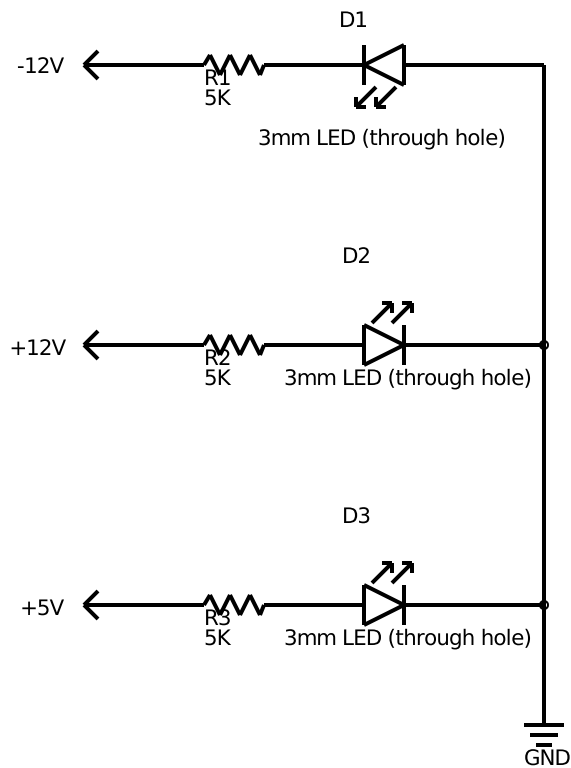 D1
-12V
R1
5K
3mm LED (through hole)
D2
+12V
R2
5K
3mm LED (through hole)
D3
+5V
R3
5K
3mm LED (through hole)
GND